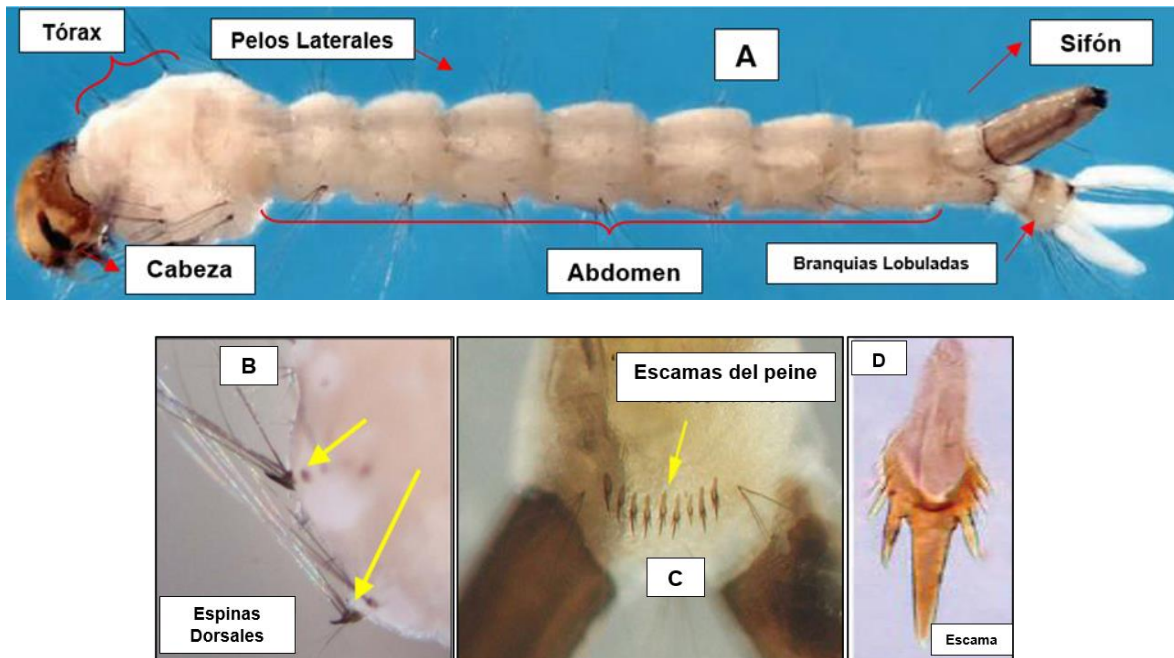 Tórax
Pelos Laterales
A
Sifón
Cabeza
Abdomen
Branquias Lobuladas
B
Escamas del peine
D
Espinas
Dorsales
C
Escama